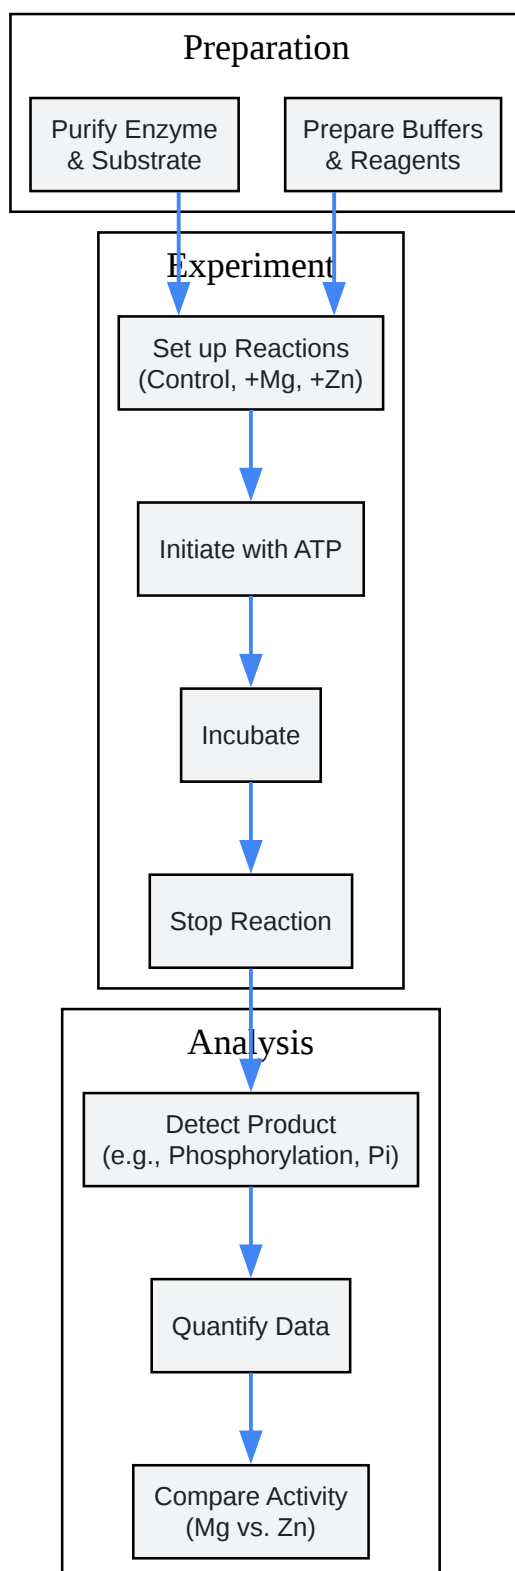 Preparation
Purify Enzyme
& Substrate
Prepare Buffers
& Reagents
Experiment
Set up Reactions
(Control, +Mg, +Zn)
Initiate with ATP
Incubate
Stop Reaction
Analysis
Detect Product
(e.g., Phosphorylation, Pi)
Quantify Data
Compare Activity
(Mg vs. Zn)